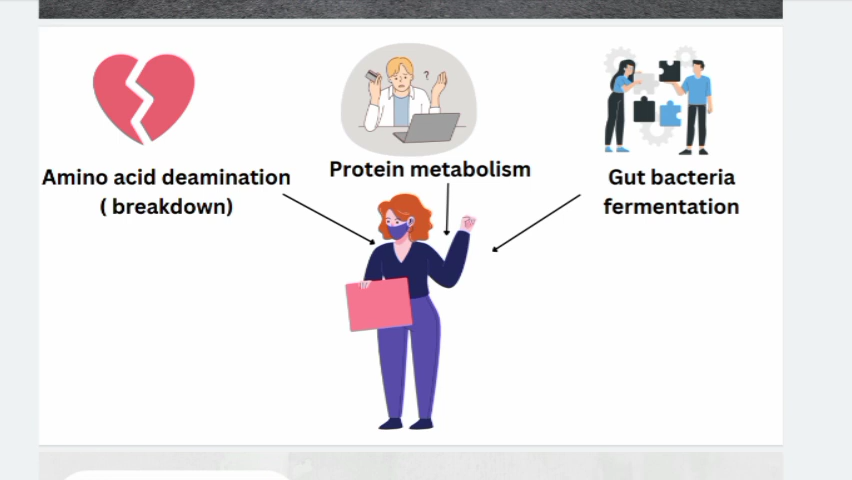 Amino acid deamination
( breakdown)
Protein metabolism
Gut bacteria
fermentation
?